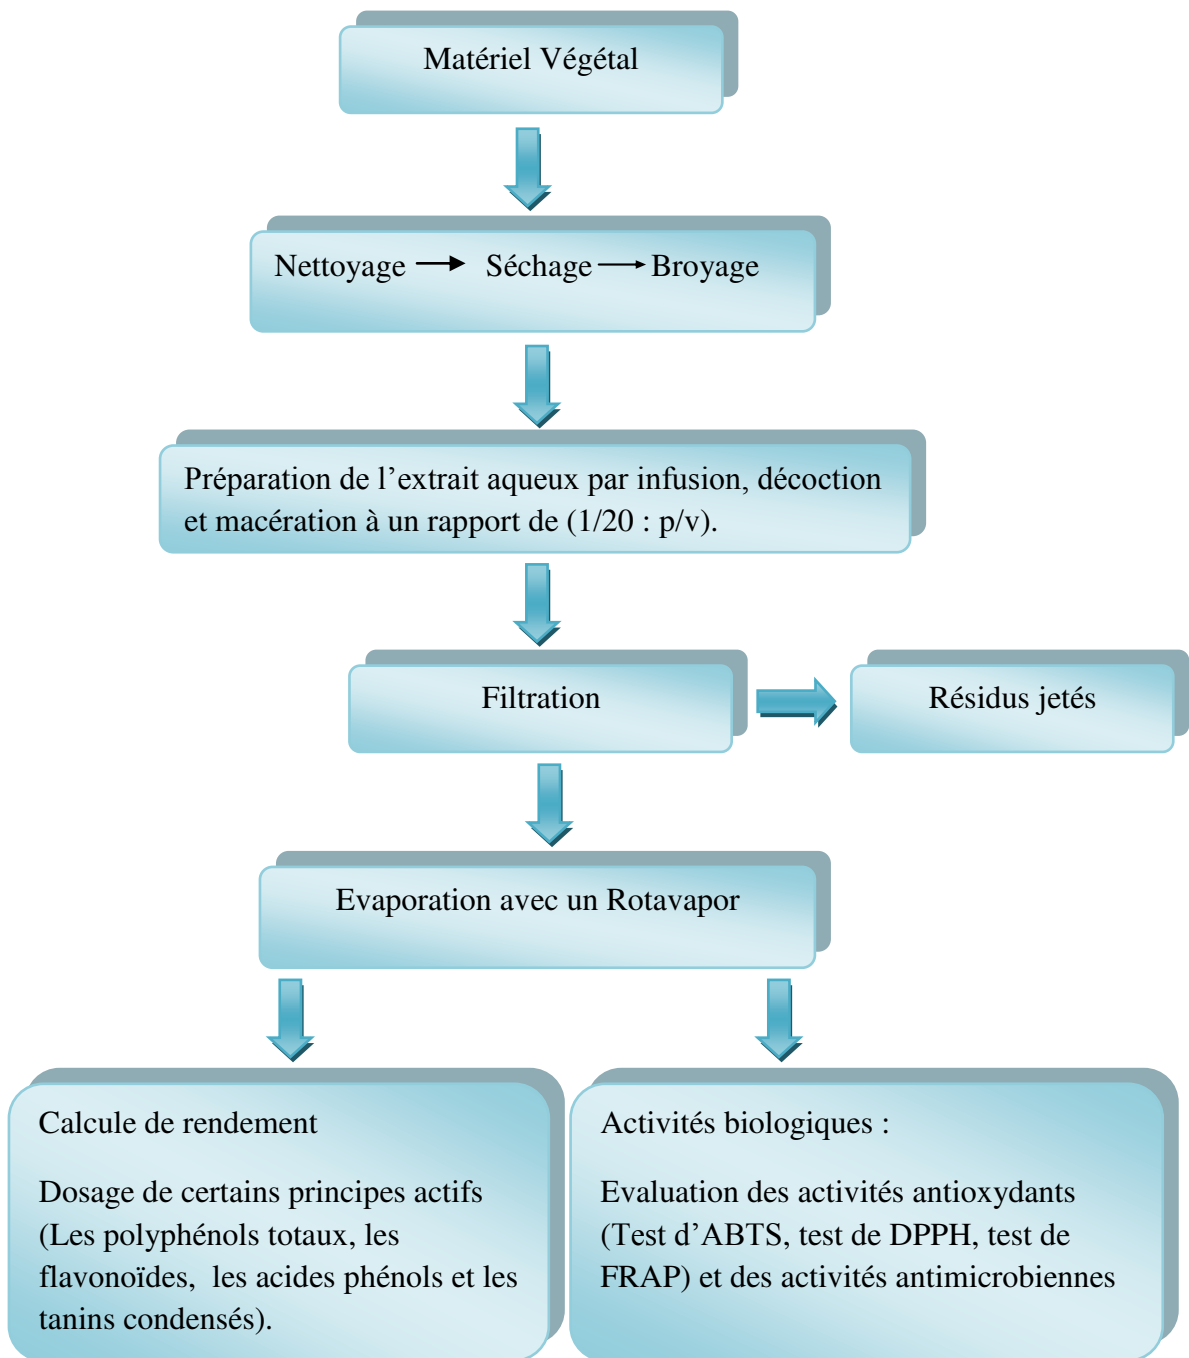 Matériel Végétal
Nettoyage → Séchage → Broyage
Préparation de l’extrait aqueux par infusion, décoction
et macération à un rapport de (1/20 : p/v).
Filtration
Résidus jetés
Evaporation avec un Rotavapor
Calcule de rendement
Dosage de certains principes actifs
(Les polyphénols totaux, les
flavonoïdes, les acides phénols et les
tanins condensés).
Activités biologiques :
Evaluation des activités antioxydants
(Test d’ABTS, test de DPPH, test de
FRAP) et des activités antimicrobiennes